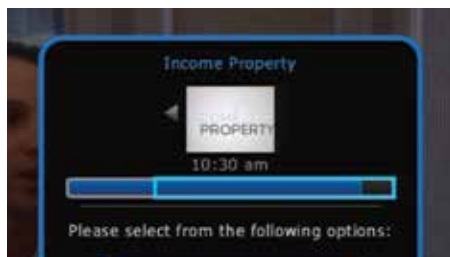 Income Property
PROPERTY
10:30 am
Please select from the following options: